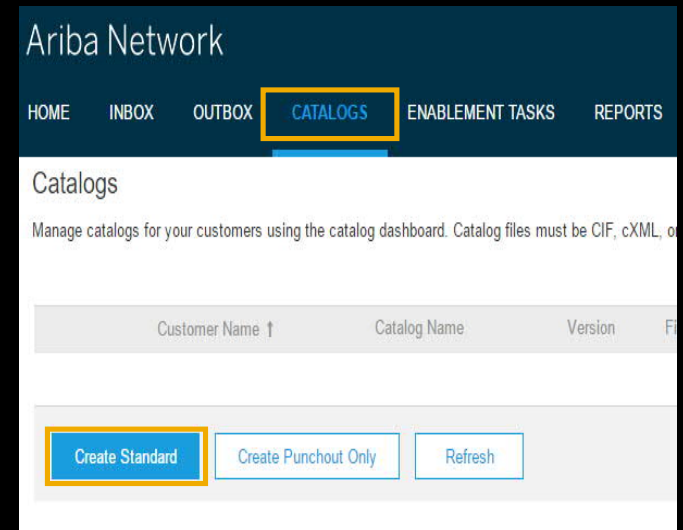 Ariba Network
HOME INBOX OUTBOX CATALOGS ENABLEMENT TASKS REPORTS
Catalogs
Manage catalogs for your customers using the catalog dashboard. Catalog files must be CIF, cXML,
Customer Name ↑ Catalog Name Version
Create Standard Create Punchout Only Refresh